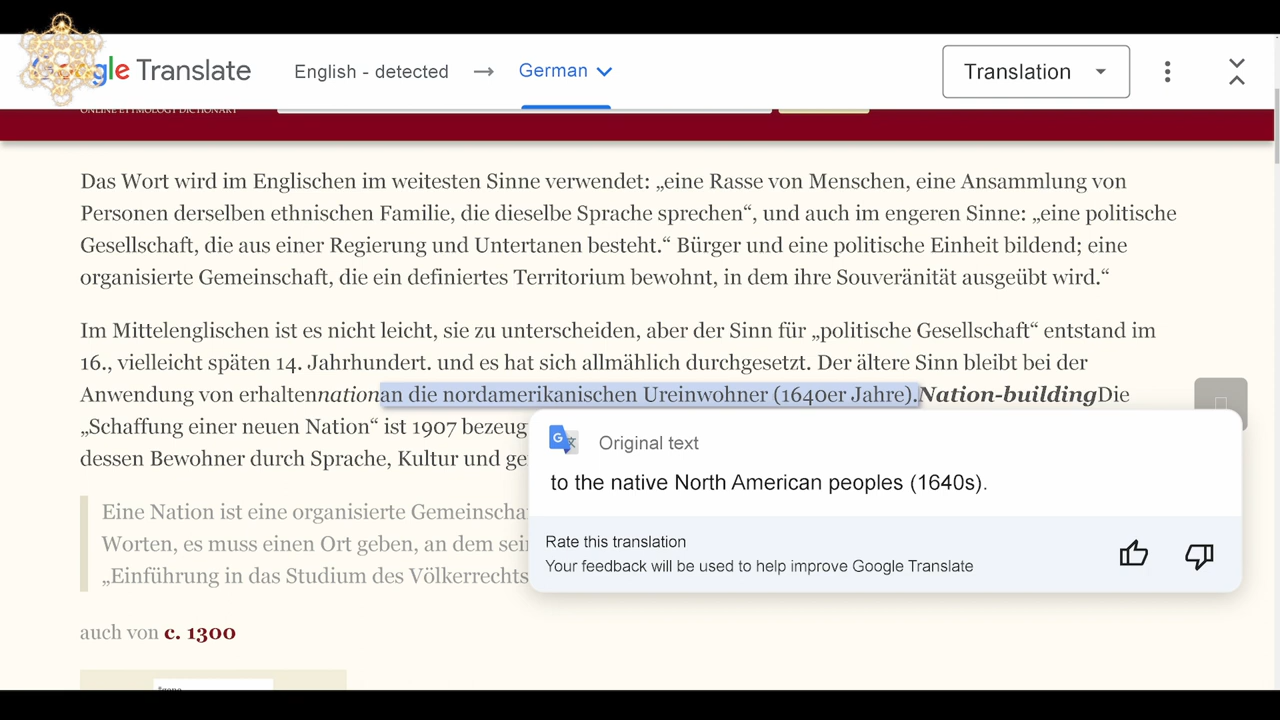 gle Translate
English - detected → German
Translation
ONLINE ETYMOLOGY DICTIONARY
Das Wort wird im Englischen im weitesten Sinne verwendet: „eine Rasse von Menschen, eine Ansammlung von
Personen derselben ethnischen Familie, die dieselbe Sprache sprechen“, und auch im engeren Sinne: „eine politische
Gesellschaft, die aus einer Regierung und Untertanen besteht.“ Bürger und eine politische Einheit bildend; eine
organisierte Gemeinschaft, die ein definiertes Territorium bewohnt, in dem ihre Souveränität ausgeübt wird.“
Im Mittelenglischen ist es nicht leicht, sie zu unterscheiden, aber der Sinn für „politische Gesellschaft“ entstand im
16., vielleicht späten 14. Jahrhundert. und es hat sich allmählich durchgesetzt. Der ältere Sinn bleibt bei der
Anwendung von erhaltennationan die nordamerikanischen Ureinwohner (1640er Jahre).Nation-buildingDie
„Schaffung einer neuen Nation“ ist 1907 bezeug
dessen Bewohner durch Sprache, Kultur und ge
Original text
to the native North American peoples (1640s).
Rate this translation
Your feedback will be used to help improve Google Translate
Eine Nation ist eine organisierte Gemeinscha
Worten, es muss einen Ort geben, an dem sein
„Einführung in das Studium des Völkerrechts
auch von c. 1300